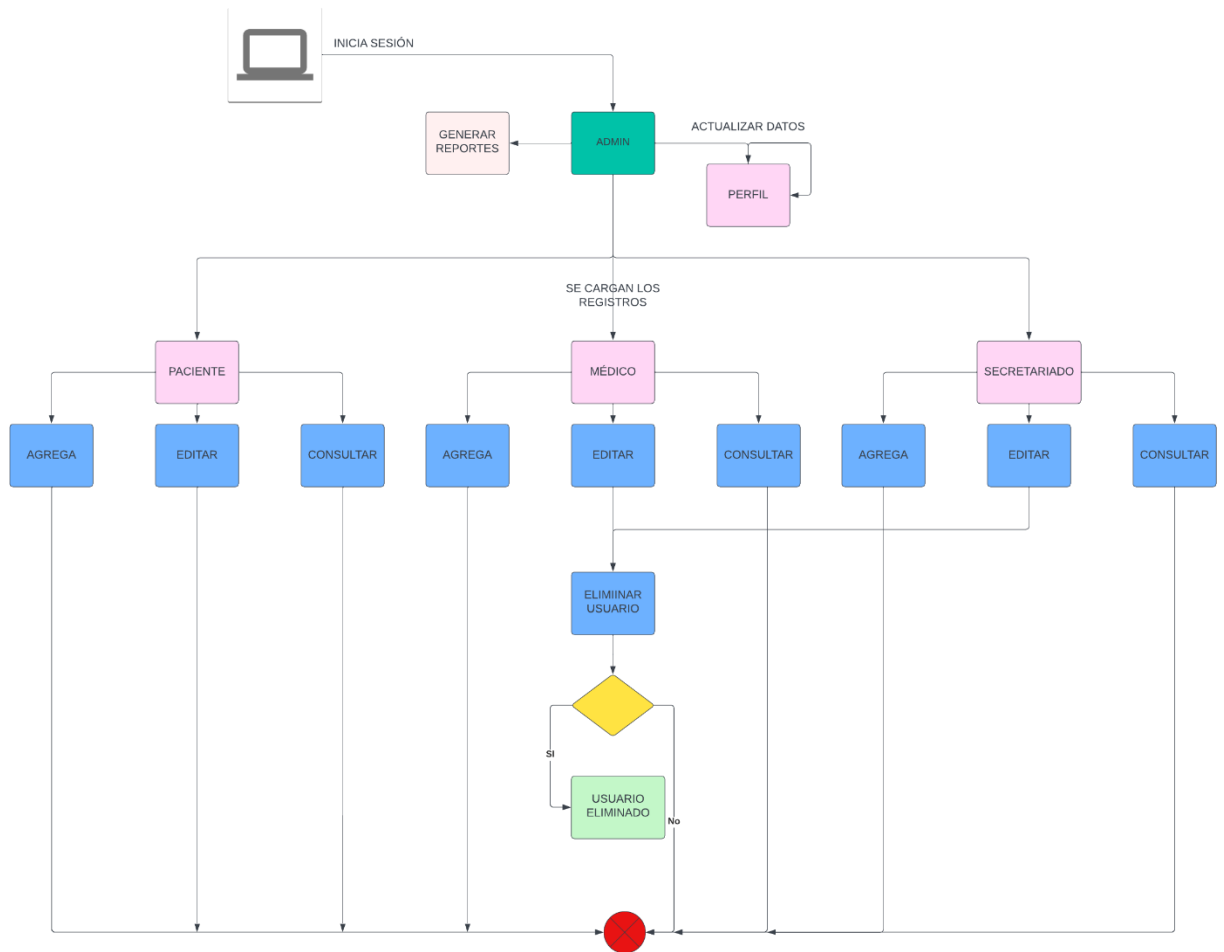 INICIA SESIÓN
GENERAR
REPORTES
ADMIN
ACTUALIZAR DATOS
PERFIL
SE CARGAN LOS
REGISTROS
PACIENTE
MÉDICO
SECRETARIADO
AGREGA
EDITAR
CONSULTAR
AGREGA
EDITAR
CONSULTAR
AGREGA
EDITAR
CONSULTAR
ELIMIINAR
USUARIO
SI
USUARIO
ELIMINADO
No